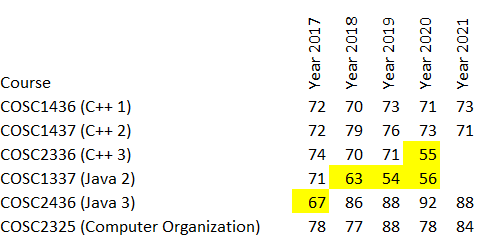 Course Year 2017 Year 2018 Year 2019 Year 2020 Year 2021
COSC1436 (C++ 1) 72 70 73 71 73
COSC1437 (C++ 2) 72 79 76 73 71
COSC2336 (C++ 3) 74 70 71 55
COSC1337 (Java 2) 71 63 54 56
COSC2436 (Java 3) 67 86 88 92 88
COSC2325 (Computer Organization) 78 77 88 78 84